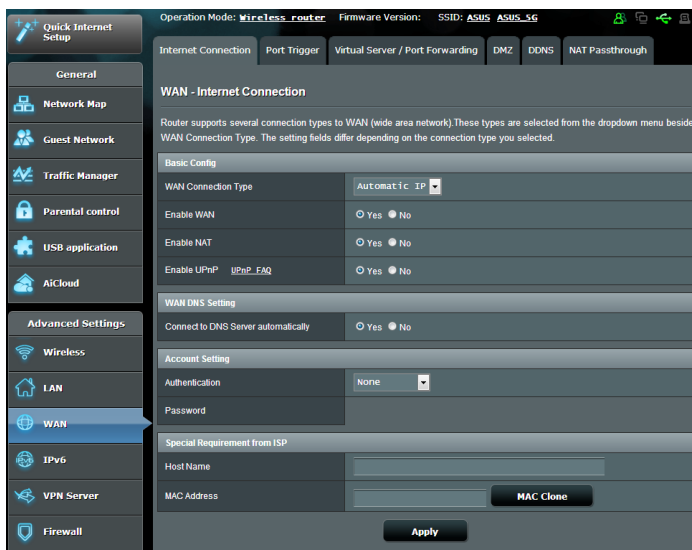 Quick Internet Setup
Operation Mode: Wireless router Firmware Version: SSID: ASUS ASUS_5G
Internet Connection Port Trigger Virtual Server / Port Forwarding DMZ DDNS NAT Passthrough
General
Network Map
Guest Network
Traffic Manager
Parental control
USB application
AiCloud
Advanced Settings
Wireless
LAN
WAN
IPv6
VPN Server
Firewall
WAN - Internet Connection
Router supports several connection types to WAN (wide area network).These types are selected from the dropdown menu beside
WAN Connection Type. The setting fields differ depending on the connection type you selected.
Basic Config
WAN Connection Type Automatic IP
Enable WAN Yes No
Enable NAT Yes No
Enable UPnP UPnP FAQ Yes No
WAN DNS Setting
Connect to DNS Server automatically Yes No
Account Setting
Authentication None
Password
Special Requirement from ISP
Host Name
MAC Address MAC Clone
Apply